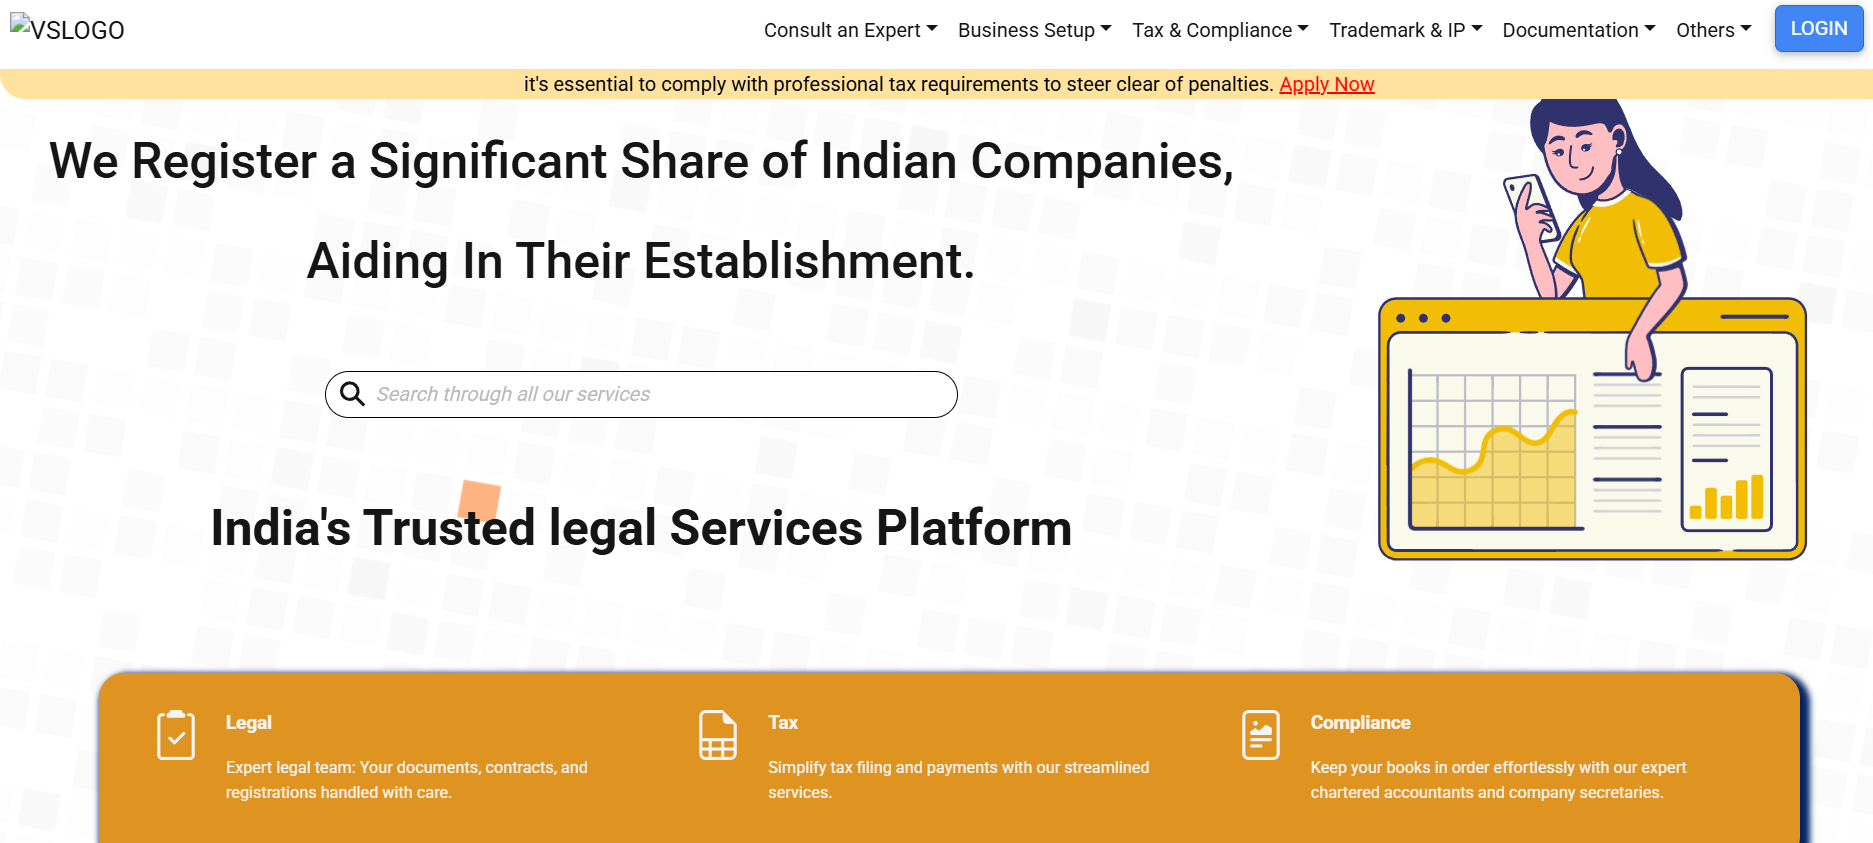 VSLOGO
Consult an Expert Business Setup Tax & Compliance Trademark & IP Documentation Others LOGIN
it's essential to comply with professional tax requirements to steer clear of penalties. Apply Now
We Register a Significant Share of Indian Companies,
Aiding In Their Establishment.
Search through all our services
India's Trusted legal Services Platform
Legal
Expert legal team: Your documents, contracts, and
registrations handled with care.
Tax
Simplify tax filing and payments with our streamlined
services.
Compliance
Keep your books in order effortlessly with our expert
chartered accountants and company secretaries.